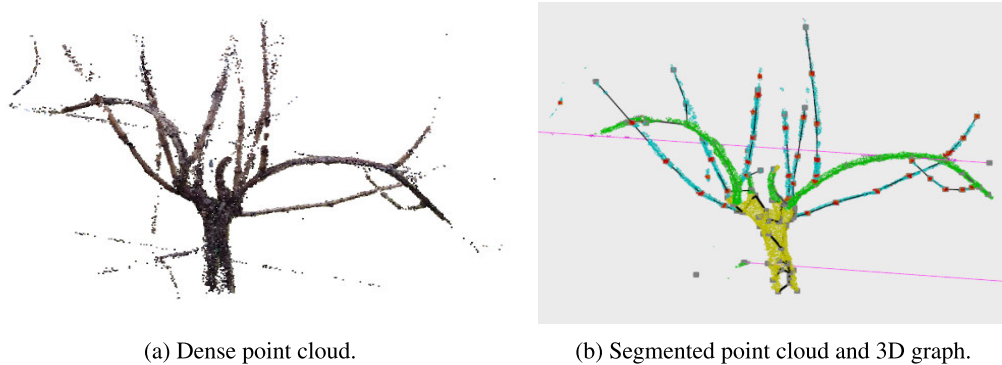 (a) Dense point cloud.
(b) Segmented point cloud and 3D graph.